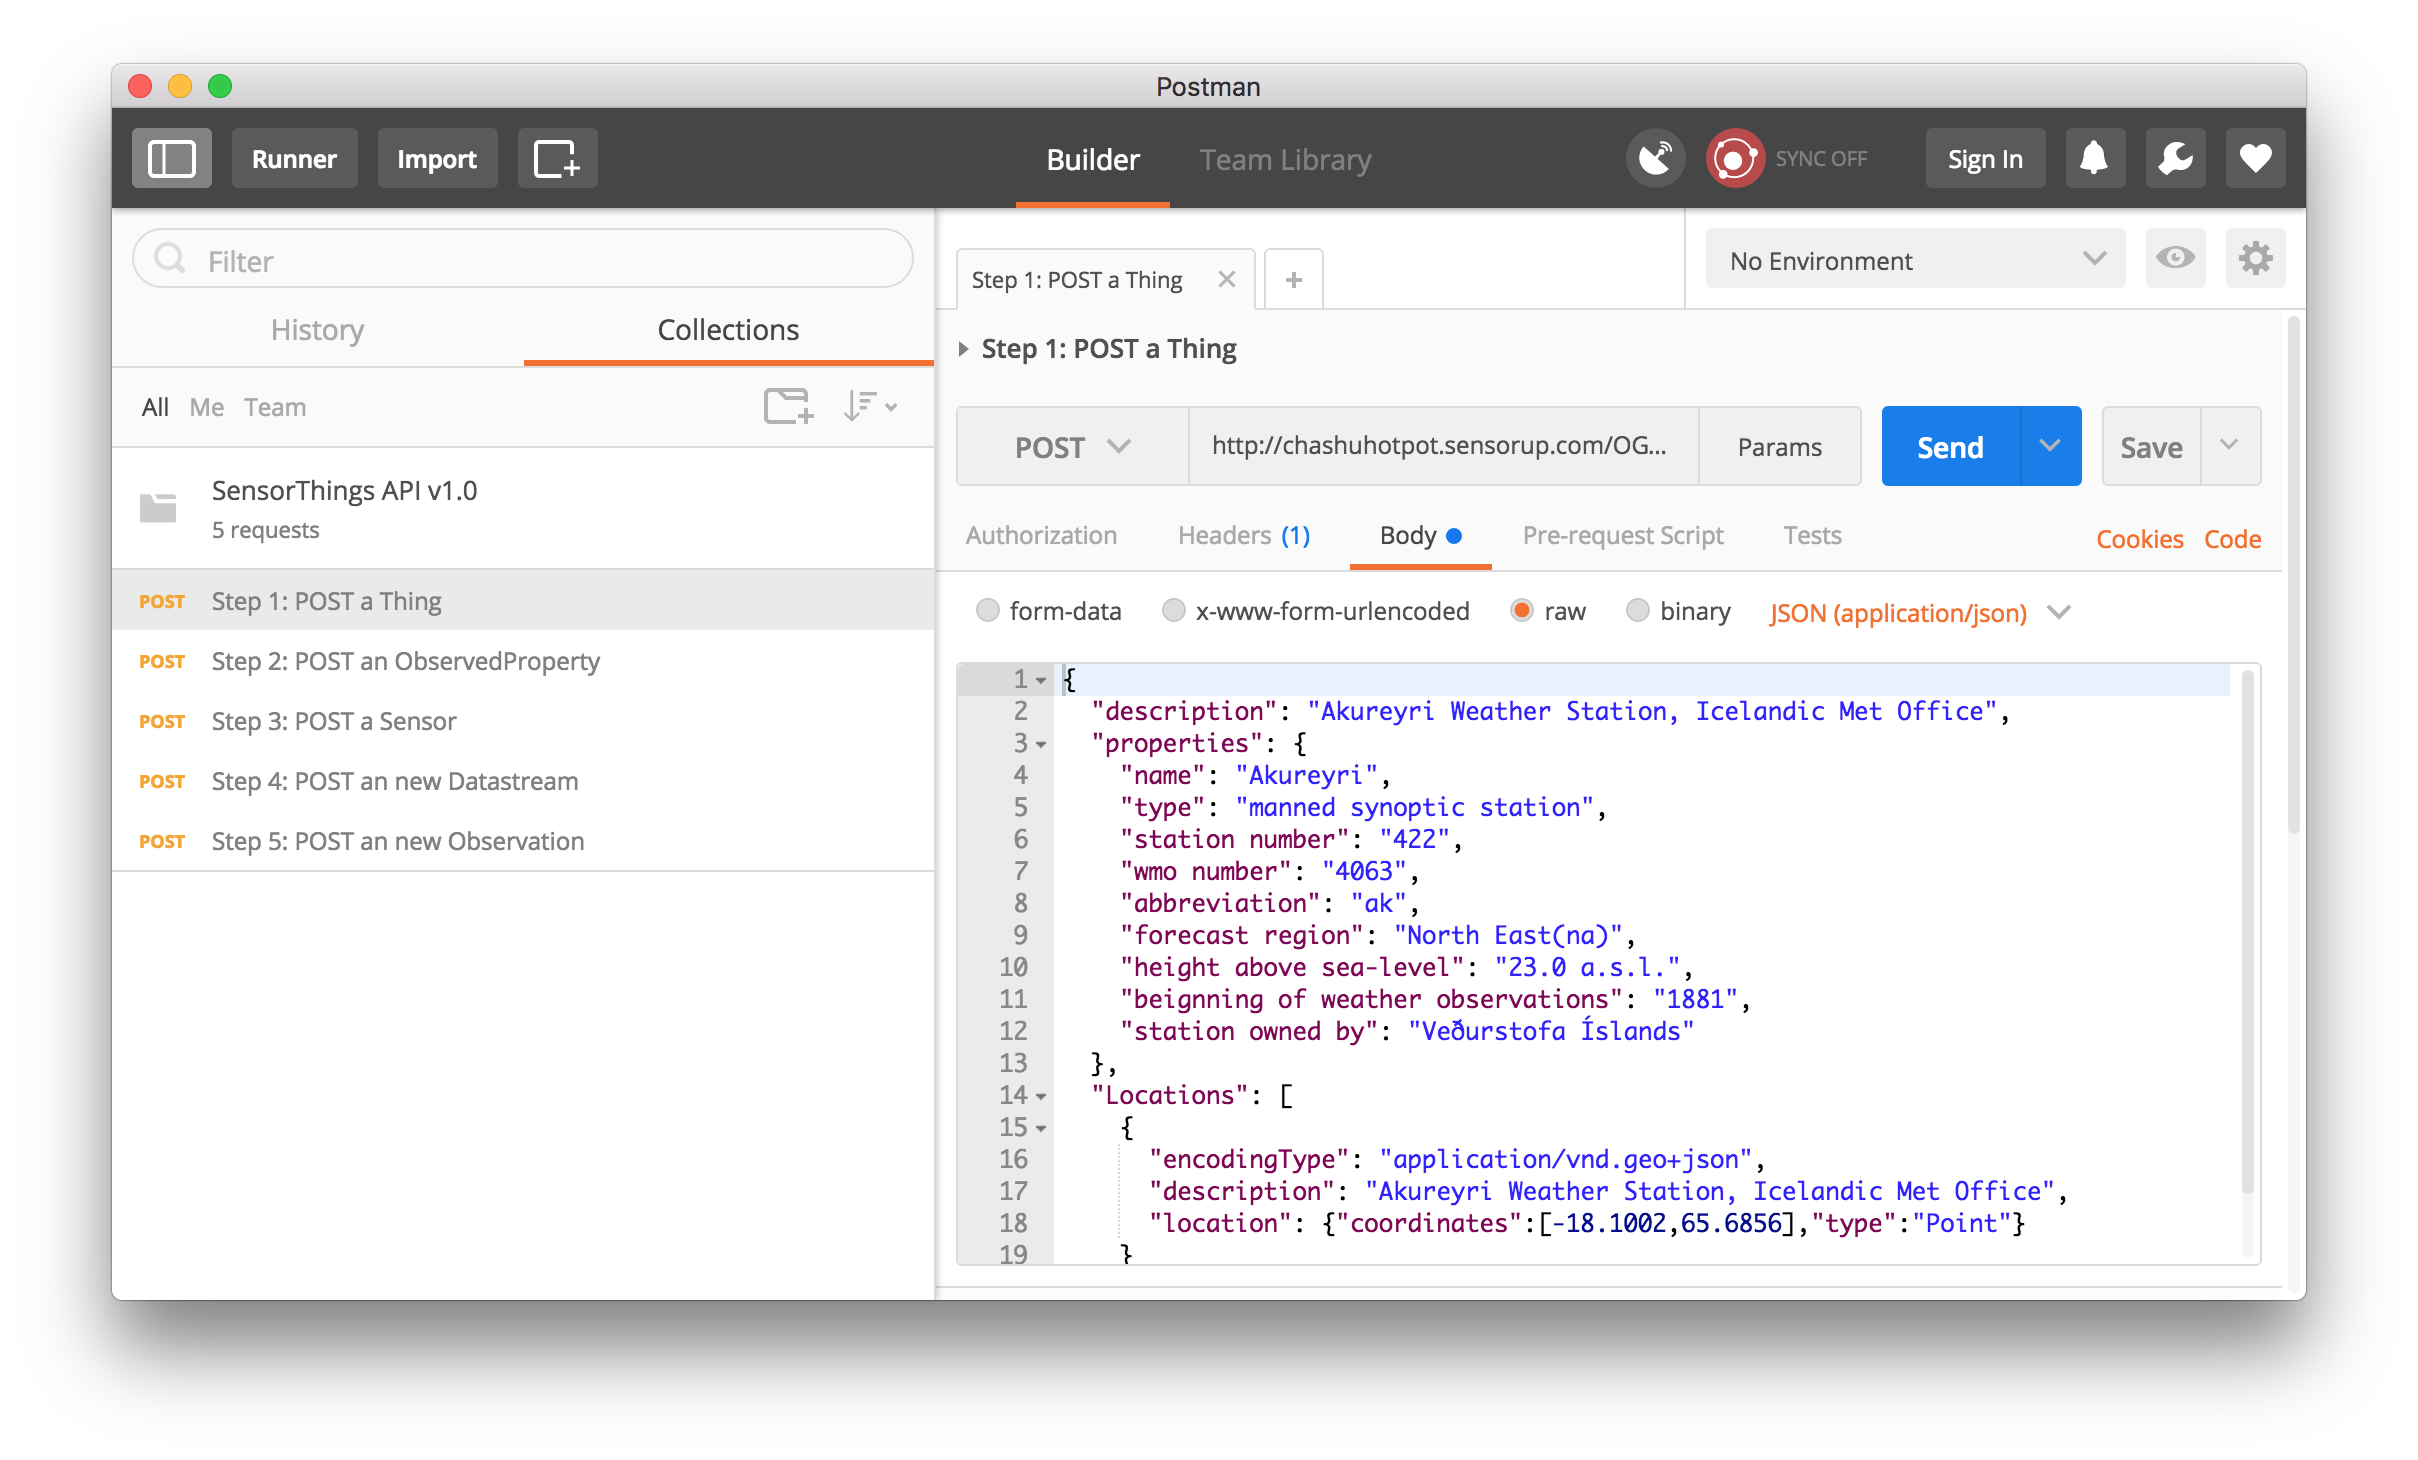 Postman
Runner Import Builder Team Library SYNC OFF Sign In
Filter
History Collections
All Me Team
SensorThings API v1.0
5 requests
POST Step 1: POST a Thing
POST Step 2: POST an ObservedProperty
POST Step 3: POST a Sensor
POST Step 4: POST an new Datastream
POST Step 5: POST an new Observation
Step 1: POST a Thing
No Environment
Step 1: POST a Thing
POST http://chashuhotpot.sensorup.com/OG... Params Send Save
Authorization Headers (1) Body Pre-request Script Tests Cookies Code
form-data x-www-form-urlencoded raw binary JSON (application/json)
1 {
2 "description": "Akureyri Weather Station, Icelandic Met Office",
3 "properties": {
4 "name": "Akureyri",
5 "type": "manned synoptic station",
6 "station number": "422",
7 "wmo number": "4063",
8 "abbreviation": "ak",
9 "forecast region": "North East(na)",
10 "height above sea-level": "23.0 a.s.l.",
11 "beignning of weather observations": "1881",
12 "station owned by": "Veðurstofa Íslands"
13 },
14 "Locations": [
15 {
16 "encodingType": "application/vnd.geo+json",
17 "description": "Akureyri Weather Station, Icelandic Met Office",
18 "location": {"coordinates":[-18.1002,65.6856],"type":"Point"}
19 }